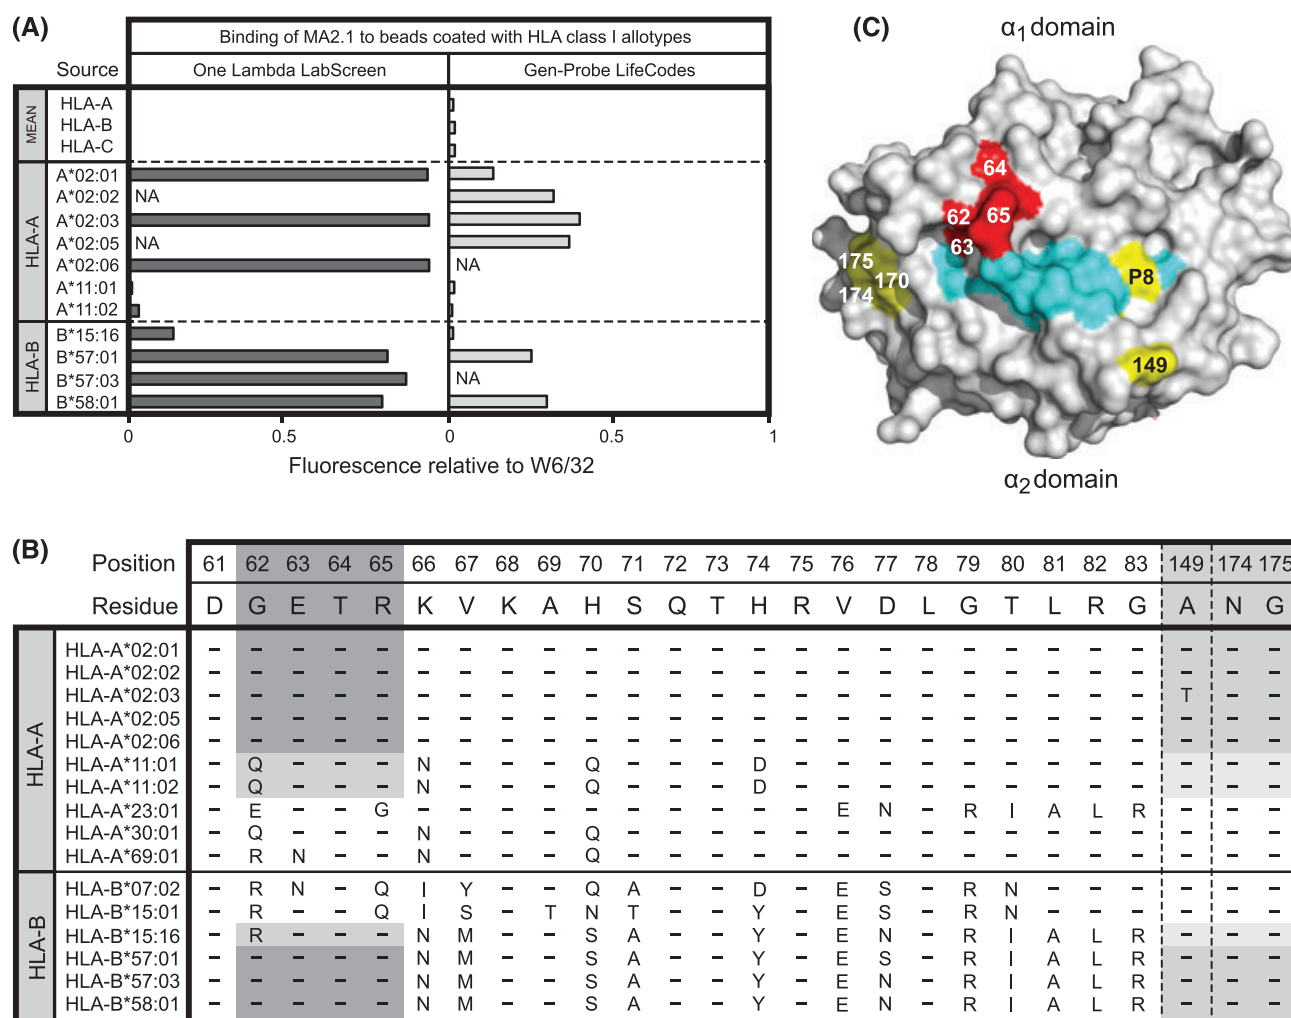 (A)
Binding of MA2.1 to beads coated with HLA class I allotypes
Source One Lambda LabScreen Gen-Probe LifeCodes
MEAN
HLA-A
HLA-B
HLA-C
HLA-A
A*02:01
A*02:02 NA
A*02:03
A*02:05 NA
A*02:06 NA
A*11:01
A*11:02
HLA-B
B*15:16
B*57:01
B*57:03 NA
B*58:01
0 0.5 0 0.5 1
Fluorescence relative to W6/32
(C)
α1 domain
64
62 65
63
175
170
174
P8
149
α2 domain
(B)
Position 61 62 63 64 65 66 67 68 69 70 71 72 73 74 75 76 77 78 79 80 81 82 83 149 174 175
Residue D G E T R K V K A H S Q T H R V D L G T L R G A N G
HLA-A
HLA-A*02:01 – – – – – – – – – – – – – – – – – – – – – – – – – –
HLA-A*02:02 – – – – – – – – – – – – – – – – – – – – – – – – – –
HLA-A*02:03 – – – – – – – – – – – – – – – – – – – – – – – T – –
HLA-A*02:05 – – – – – – – – – – – – – – – – – – – – – – – – – –
HLA-A*02:06 – – – – – – – – – – – – – – – – – – – – – – – – – –
HLA-A*11:01 – Q – – – N – – – Q – – – D – – – – – – – – – – – –
HLA-A*11:02 – Q – – – N – – – Q – – – D – – – – – – – – – – – –
HLA-A*23:01 – E – – G – – – – – – – – – – E N – R I A L R – – –
HLA-A*30:01 – Q – – – N – – – Q – – – – – – – – – – – – – – – –
HLA-A*69:01 – R N – – N – – – Q – – – – – – – – – – – – – – – –
HLA-B
HLA-B*07:02 – R N – Q I Y – – Q A – – D – E S – R N – – – – – –
HLA-B*15:01 – R – – Q I S – T N T – – Y – E S – R N – – – – – –
HLA-B*15:16 – R – – – N M – – S A – – Y – E N – R I A L R – – –
HLA-B*57:01 – – – – – N M – – S A – – Y – E S – R I A L R – – –
HLA-B*57:03 – – – – – N M – – S A – – Y – E N – R I A L R – – –
HLA-B*58:01 – – – – – N M – – S A – – Y – E N – R I A L R – – –